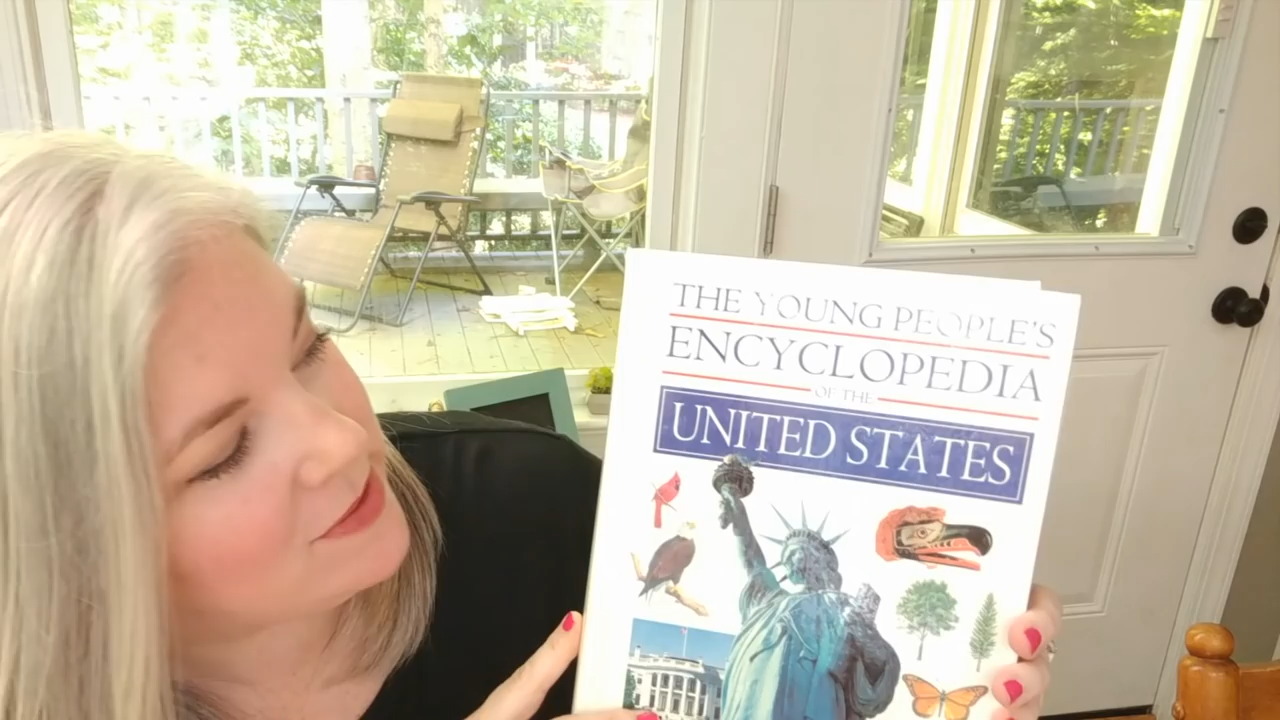 THE YOUNG PEOPLE'S
ENCYCLOPEDIA
OF THE
UNITED STATES